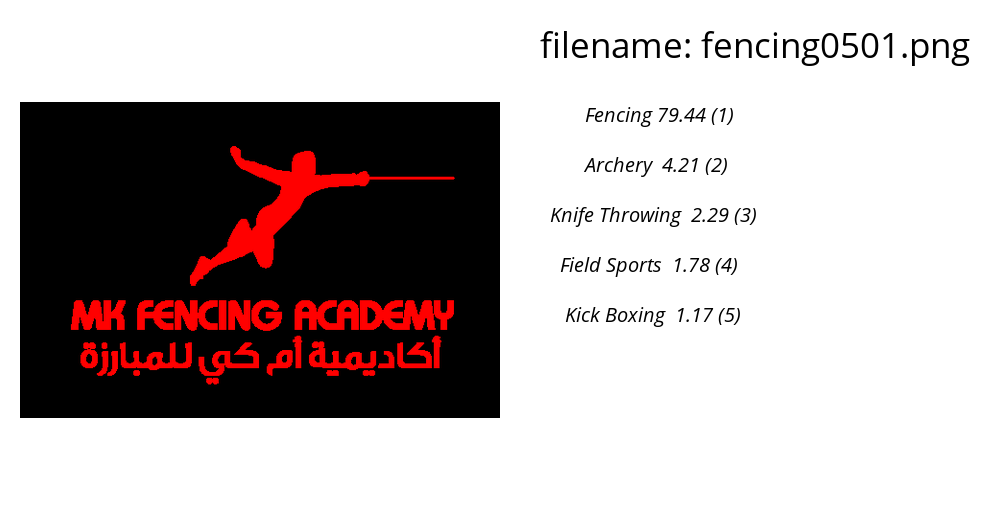 filename: fencing0501.png
Fencing 79.44 (1)
Archery 4.21 (2)
Knife Throwing 2.29 (3)
Field Sports 1.78 (4)
Kick Boxing 1.17 (5)
MK FENCING ACADEMY
أكاديمية أم كي للمبارزة